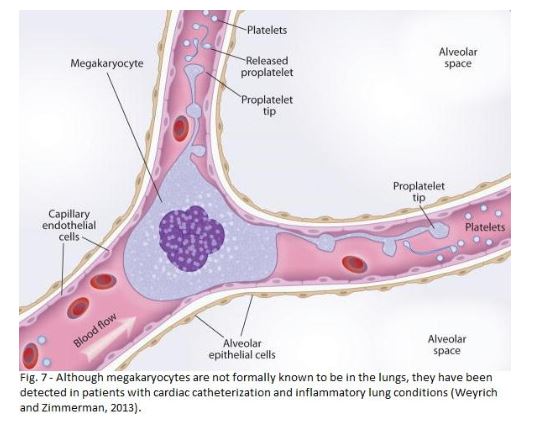 Platelets
Released
proplatelet
Proplatelet
tip
Alveolar
space
Megakaryocyte
Proplatelet
tip
Platelets
Capillary
endothelial
cells
Blood flow
Alveolar
epithelial cells
Alveolar
space
Fig. 7 - Although megakaryocytes are not formally known to be in the lungs, they have been
detected in patients with cardiac catheterization and inflammatory lung conditions (Weyrich
and Zimmerman, 2013).